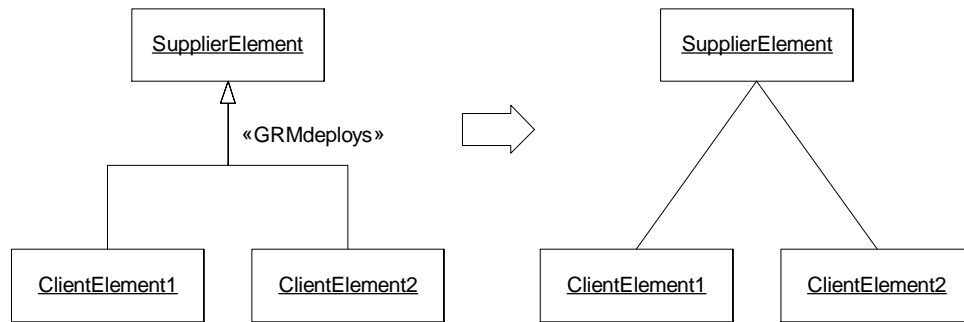 SupplierElement
SupplierElement
«GRMdeploys»
ClientElement1
ClientElement2
ClientElement1
ClientElement2